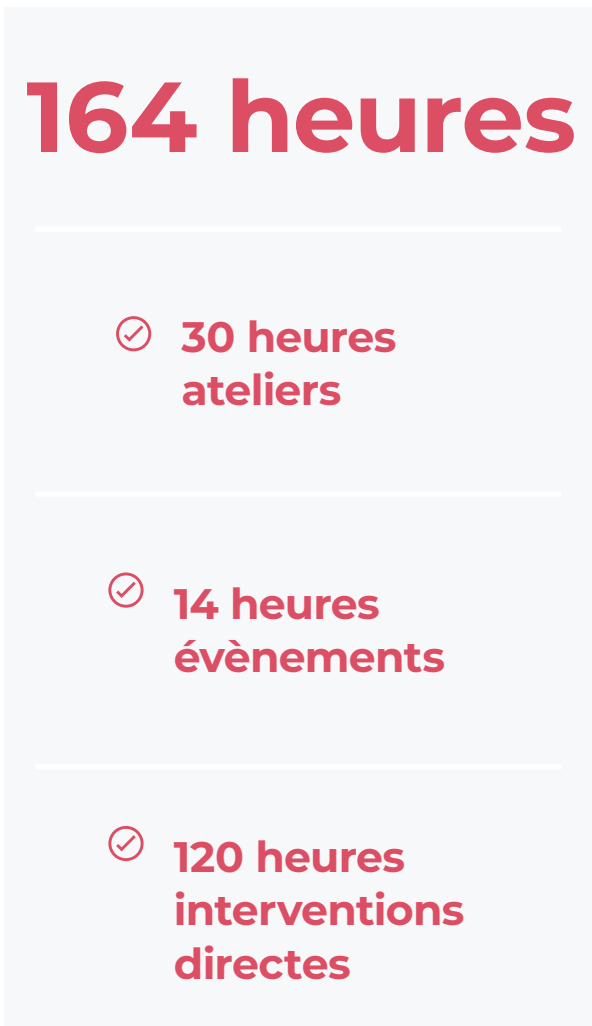 164 heures
30 heures
ateliers
14 heures
évènements
120 heures
interventions
directes